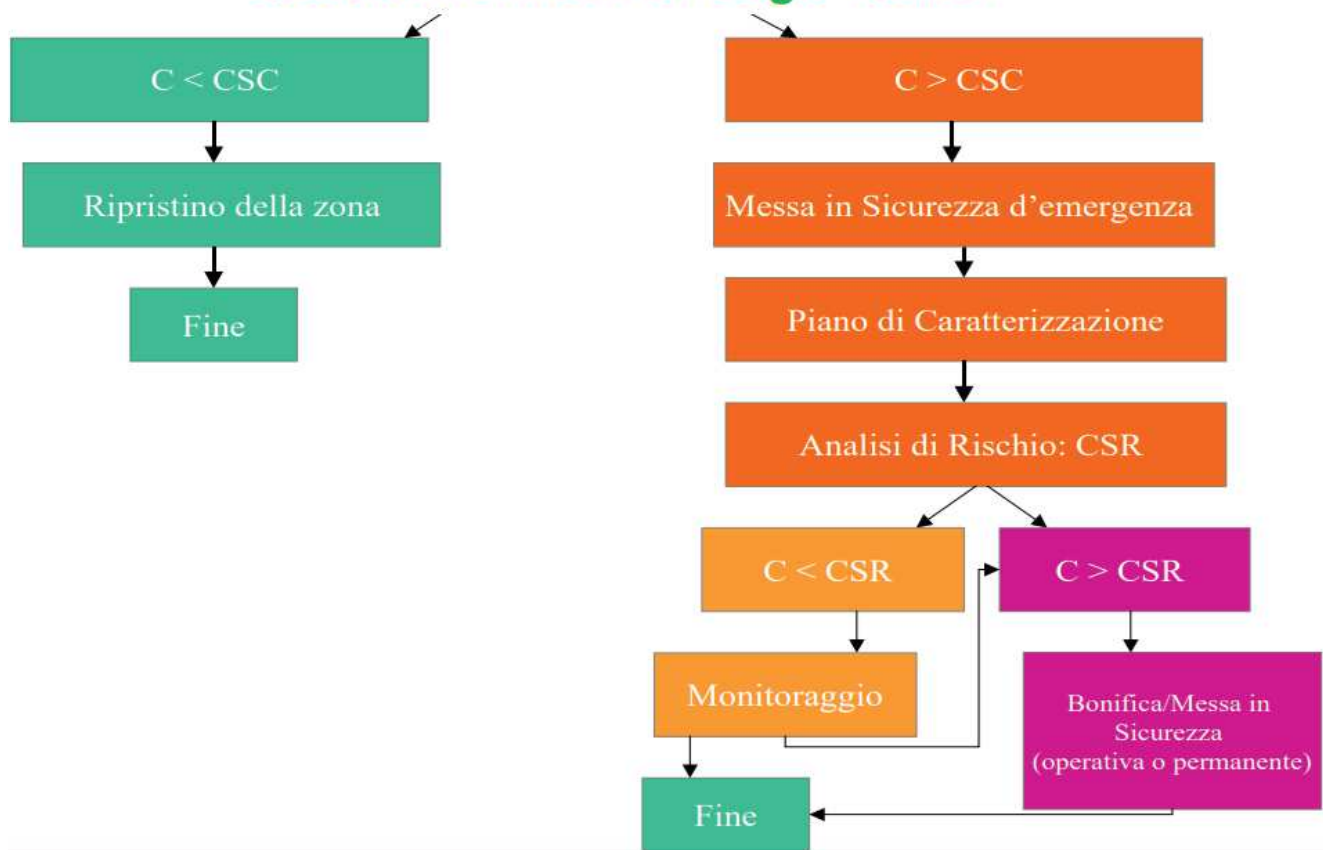 C < CSC
C > CSC
Ripristino della zona
Messa in Sicurezza d'emergenza
Fine
Piano di Caratterizzazione
Analisi di Rischio: CSR
C < CSR
C > CSR
Monitoraggio
Bonifica/Messa in
Sicurezza
(operativa o permanente)
Fine